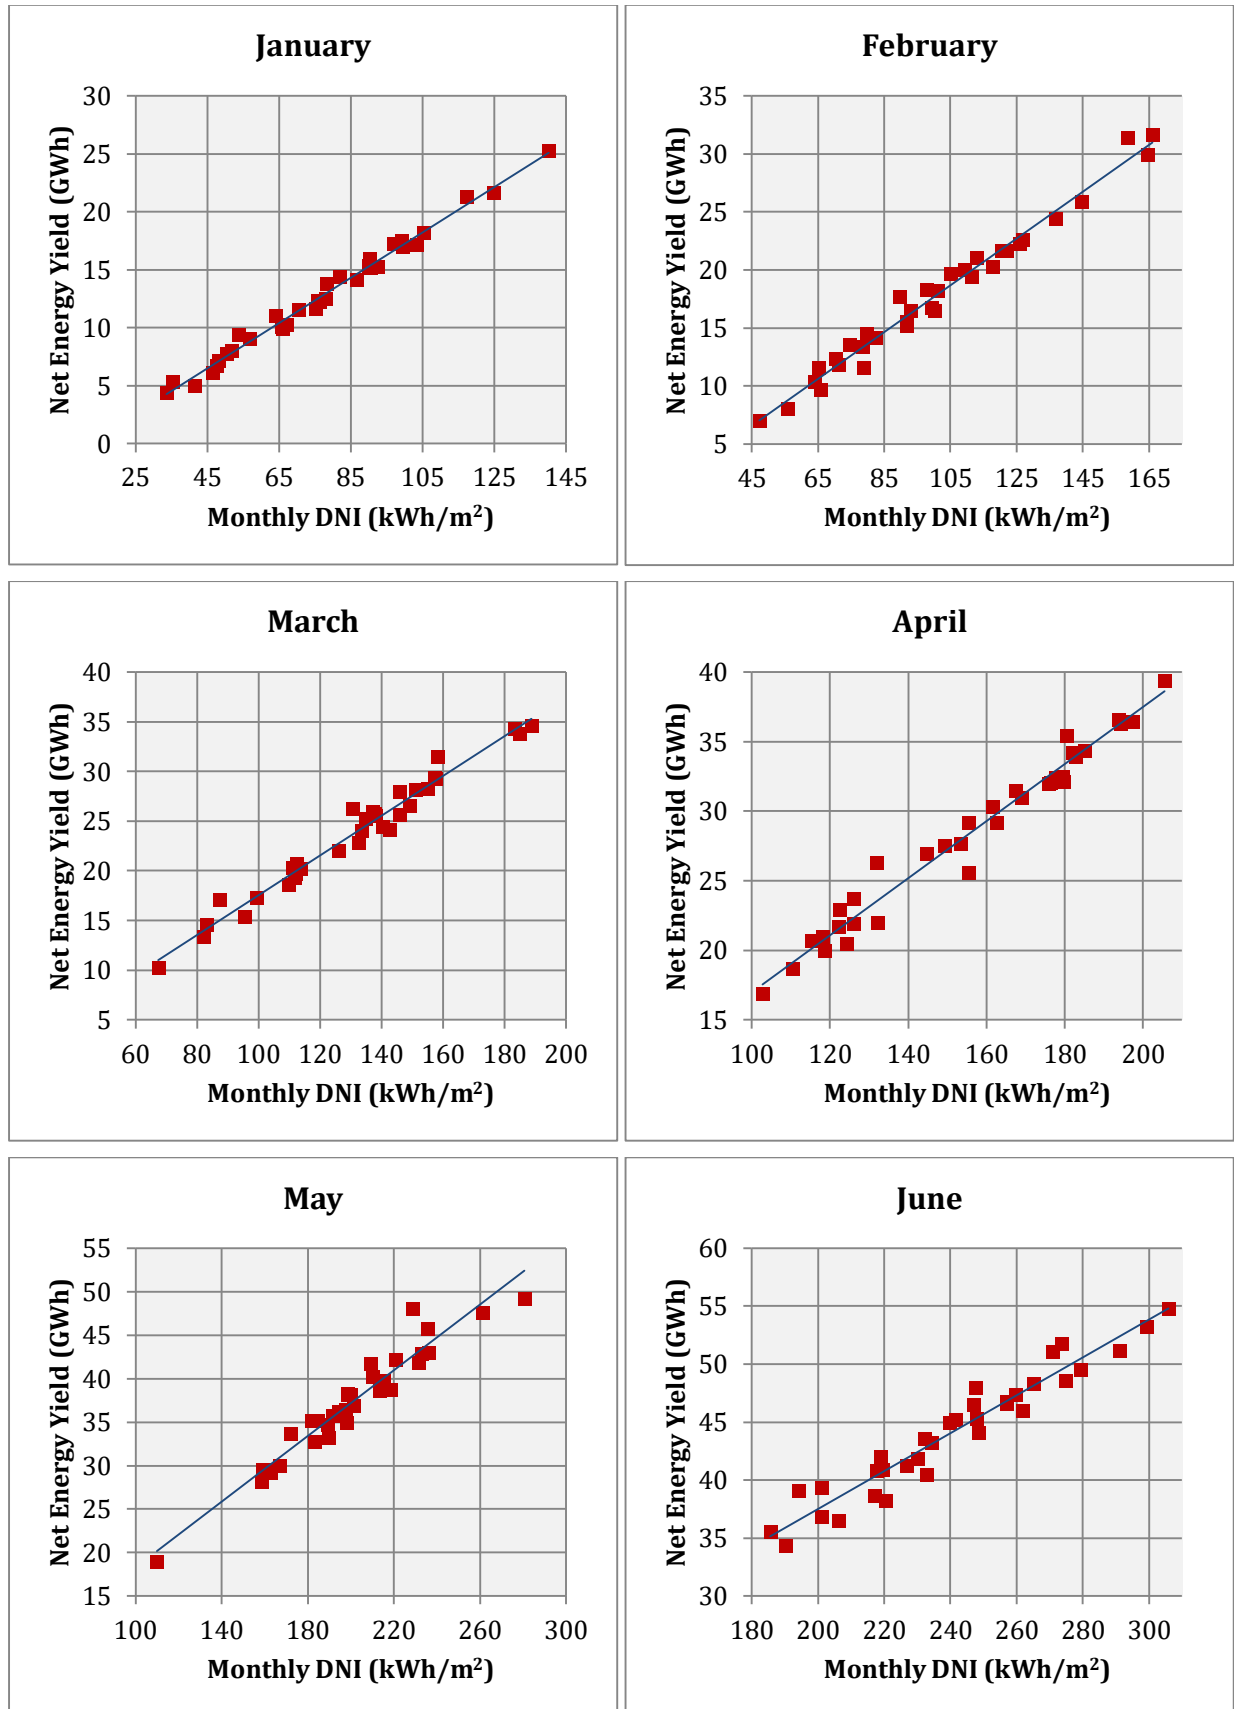 January
Net Energy Yield (GWh)
30
25
20
15
10
5
0
25 45 65 85 105 125 145
Monthly DNI (kWh/m²)
February
Net Energy Yield (GWh)
35
30
25
20
15
10
5
45 65 85 105 125 145 165
Monthly DNI (kWh/m²)
March
Net Energy Yield (GWh)
40
35
30
25
20
15
10
5
60 80 100 120 140 160 180 200
Monthly DNI (kWh/m²)
April
Net Energy Yield (GWh)
40
35
30
25
20
15
100 120 140 160 180 200
Monthly DNI (kWh/m²)
May
Net Energy Yield (GWh)
55
50
45
40
35
30
25
20
15
100 140 180 220 260 300
Monthly DNI (kWh/m²)
June
Net Energy Yield (GWh)
60
55
50
45
40
35
30
180 200 220 240 260 280 300
Monthly DNI (kWh/m²)